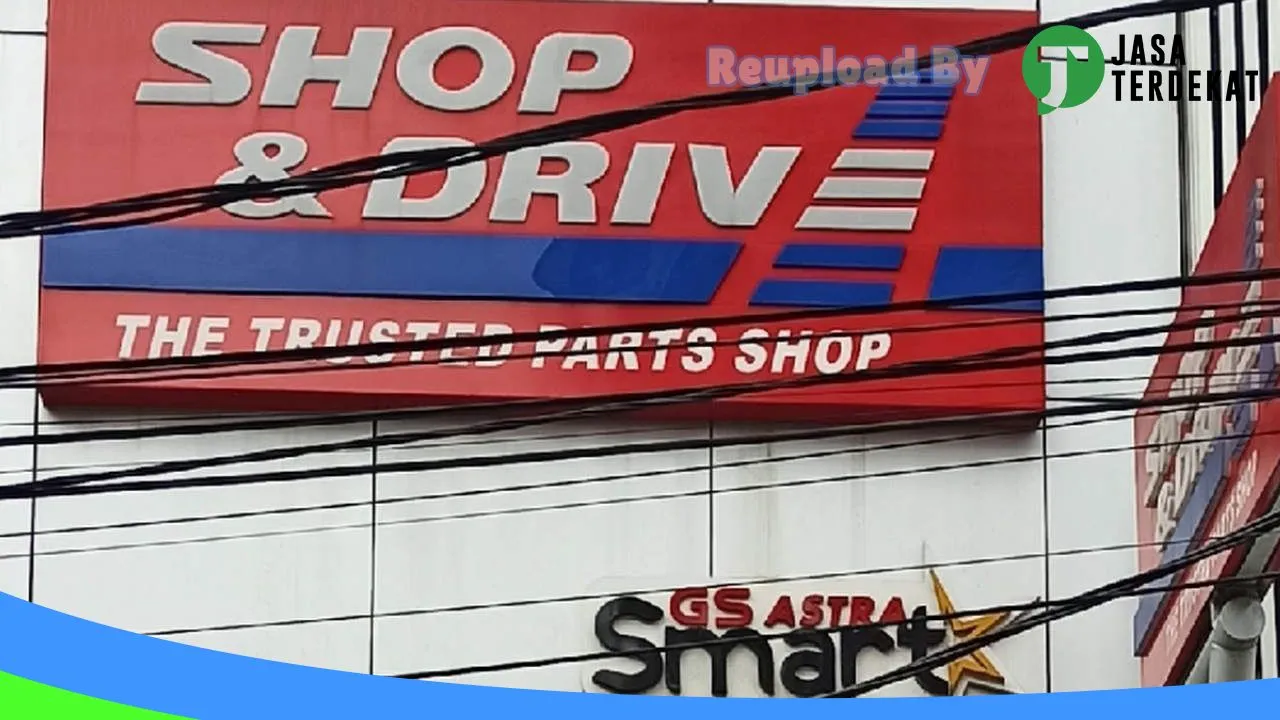 SHOP
& DRIVE
THE TRUSTED PARTS SHOP
Reupload By
JASA
TERDEKAT
GS ASTRA
Smart